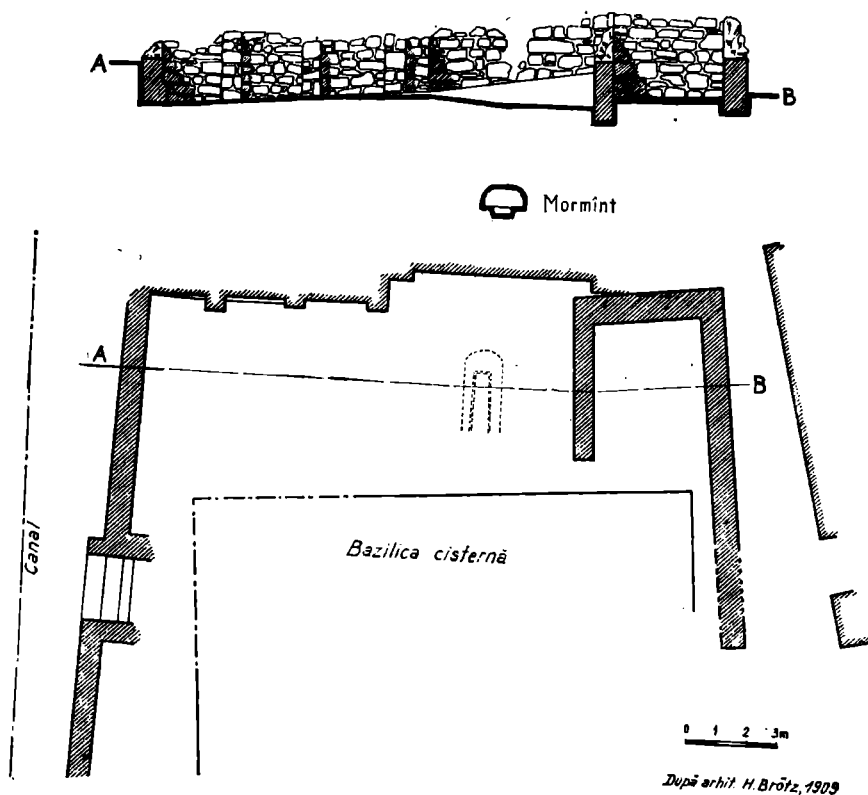 A
B
Mormînt
A
B
Canal
Bazilica cisternă
0 1 2 3m
După arhit. H. Brötz, 1909